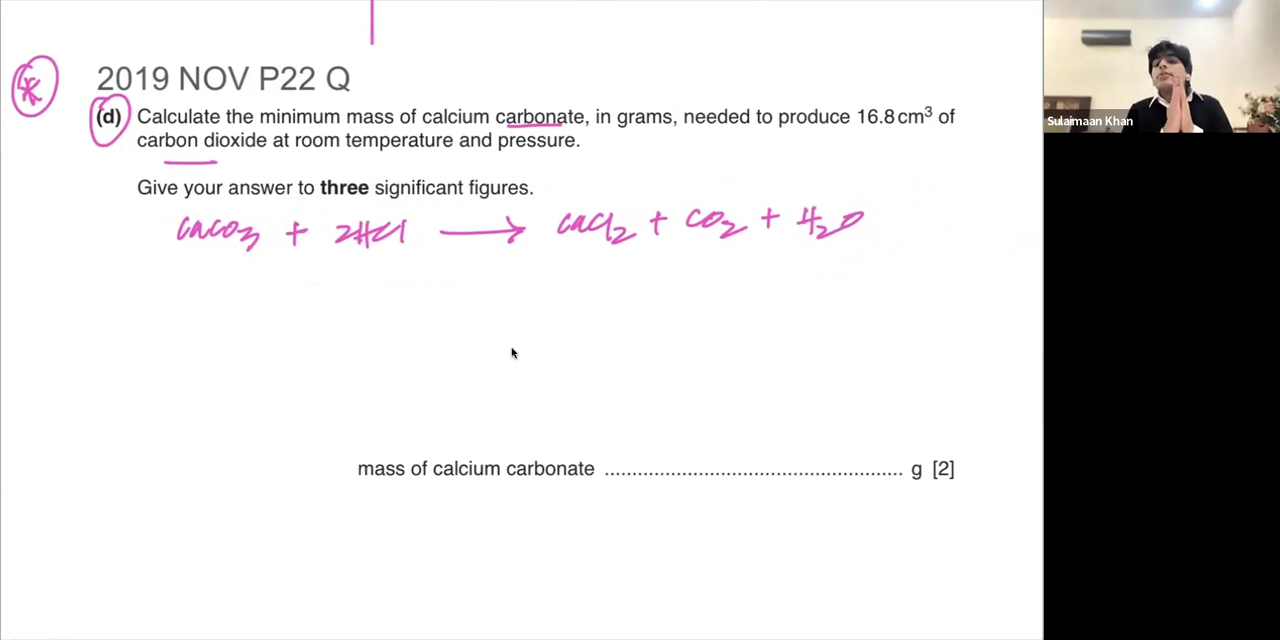 2019 NOV P22 Q
(d) Calculate the minimum mass of calcium carbonate, in grams, needed to produce 16.8 cm³ of
carbon dioxide at room temperature and pressure.
Give your answer to three significant figures.
CaCO₃ + 2HCl → CaCl₂ + CO₂ + H₂O
mass of calcium carbonate .................................................... g [2]
Sulaimaan Khan